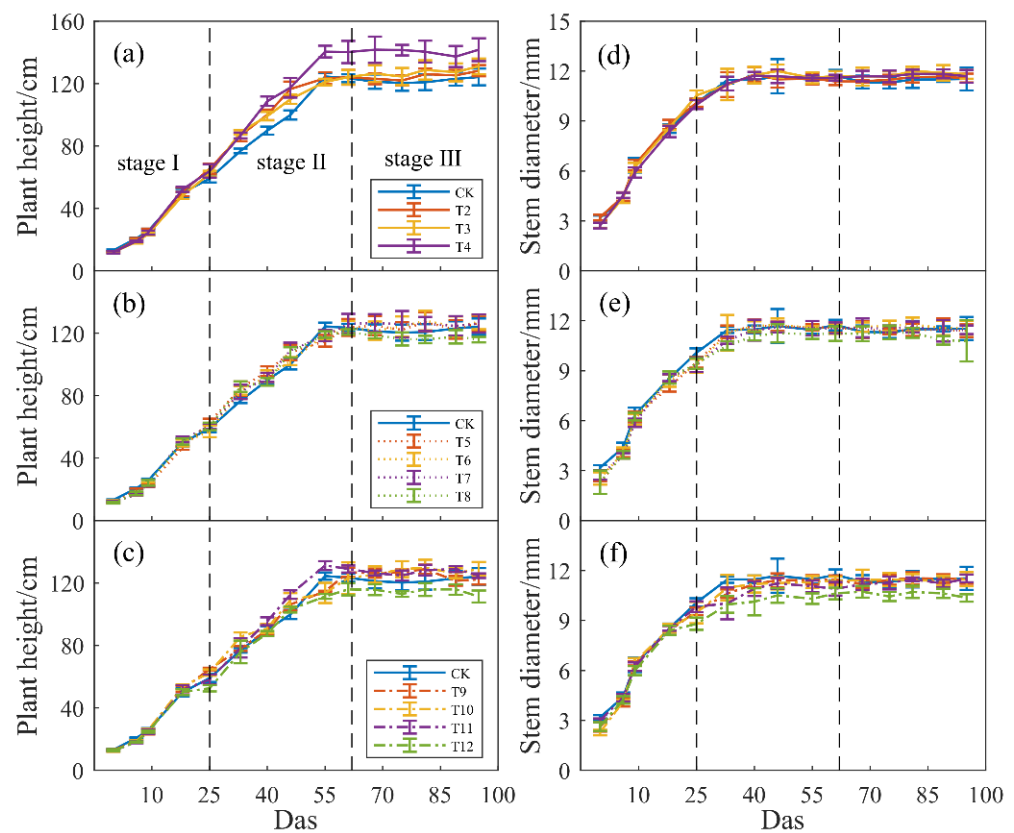 160
120
80
40
0
Plant height/cm
(a)
stage I
stage II
stage III
CK
T2
T3
T4
15
12
9
6
3
0
Stem diameter/mm
(d)
120
80
40
0
Plant height/cm
(b)
CK
T5
T6
T7
T8
12
9
6
3
0
Stem diameter/mm
(e)
120
80
40
0
Plant height/cm
(c)
CK
T9
T10
T11
T12
10 25 40 55 70 85 100
Das
12
9
6
3
0
Stem diameter/mm
(f)
10 25 40 55 70 85 100
Das